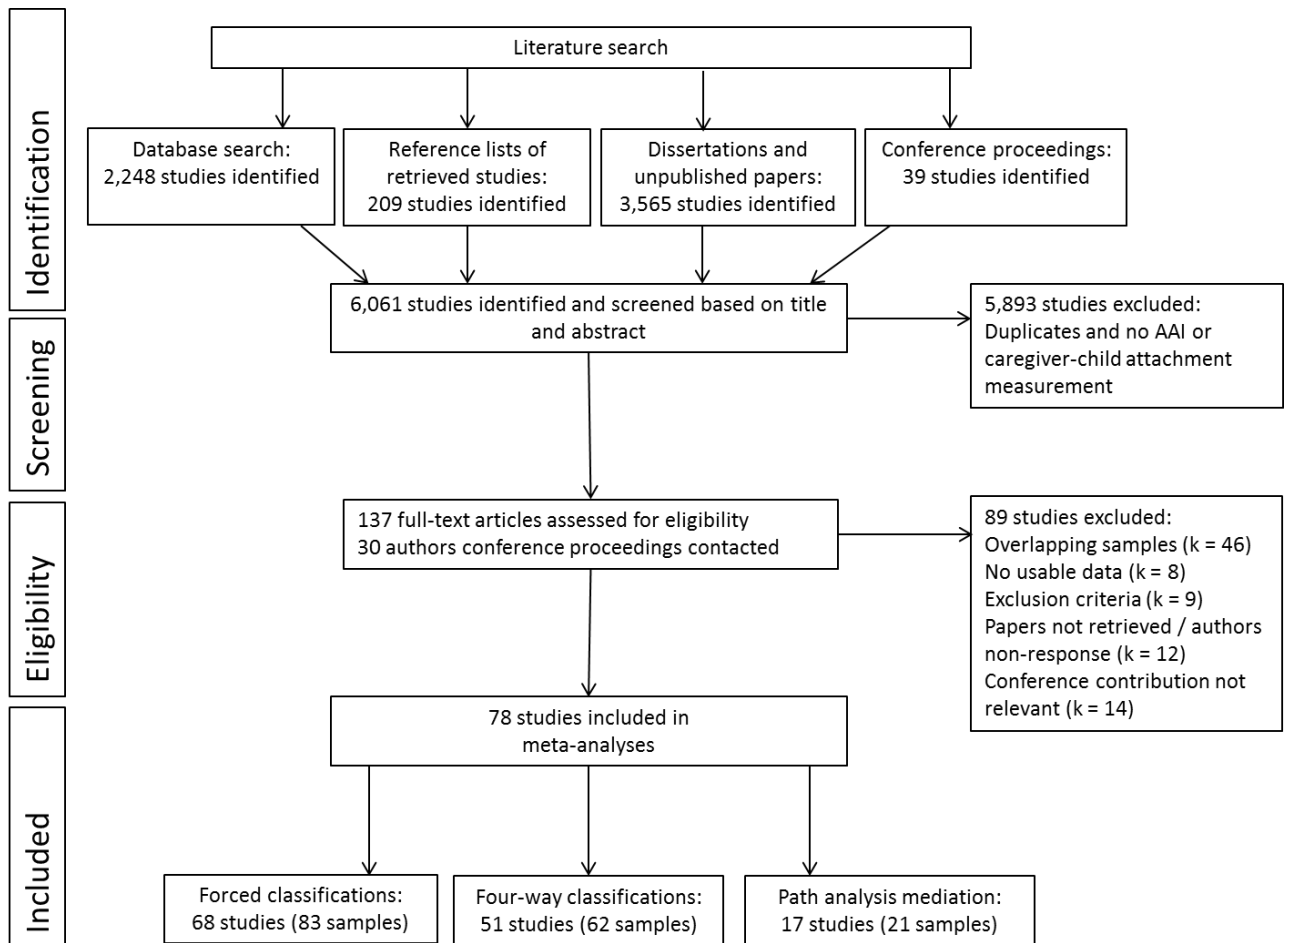 Identification
Literature search
Database search:
2,248 studies identified
Reference lists of
retrieved studies:
209 studies identified
Dissertations and
unpublished papers:
3,565 studies identified
Conference proceedings:
39 studies identified
6,061 studies identified and screened based on title
and abstract
Screening
5,893 studies excluded:
Duplicates and no AAI or
caregiver-child attachment
measurement
Eligibility
137 full-text articles assessed for eligibility
30 authors conference proceedings contacted
89 studies excluded:
Overlapping samples (k = 46)
No usable data (k = 8)
Exclusion criteria (k = 9)
Papers not retrieved / authors
non-response (k = 12)
Conference contribution not
relevant (k = 14)
Included
78 studies included in
meta-analyses
Forced classifications:
68 studies (83 samples)
Four-way classifications:
51 studies (62 samples)
Path analysis mediation:
17 studies (21 samples)